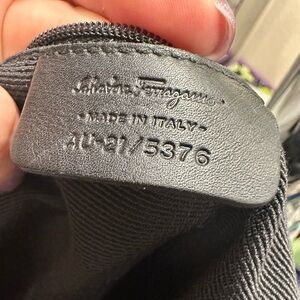 Salvatore Ferragamo
-MADE IN ITALY-
AU-21/5376